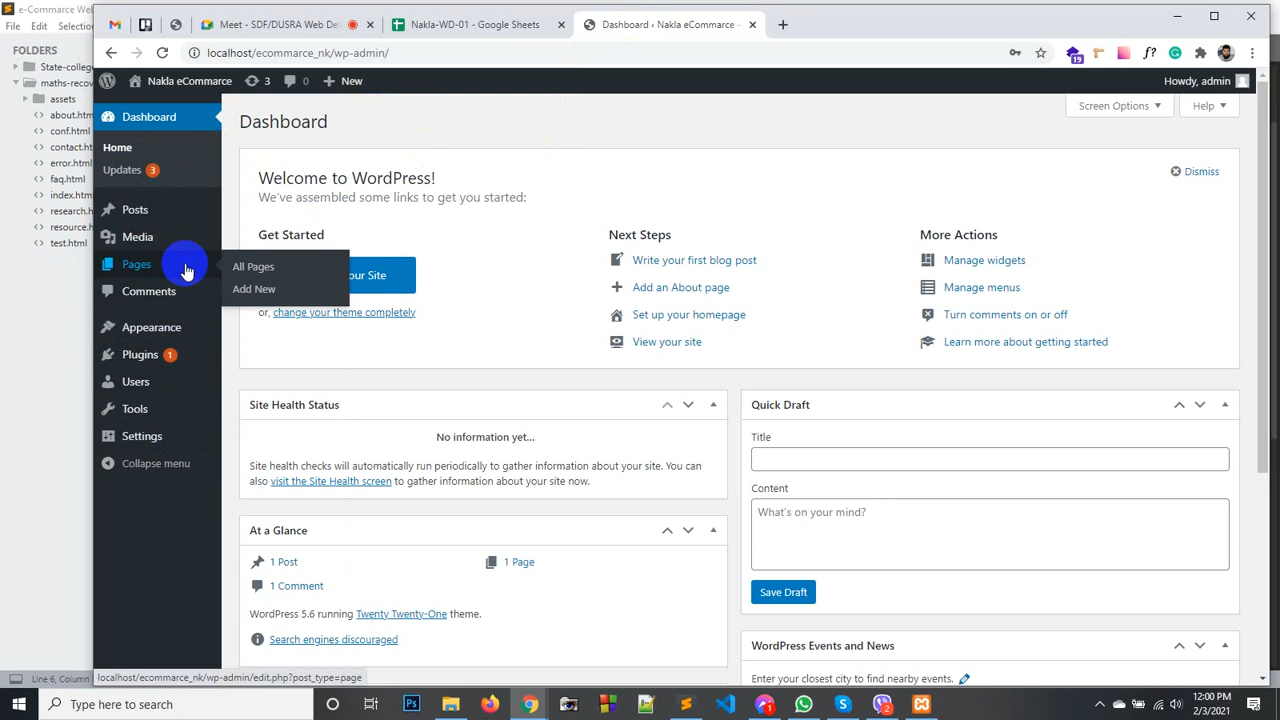 e-Commerce WEB
File Edit Selection
FOLDERS
State-colleg
maths-recov
assets
about.html
conf.html
contact.html
error.html
faq.html
index.html
research.h
resource.h
test.html
Meet - SDF/DUSRA Web De
Nakla-WD-01 - Google Sheets
Dashboard ‹ Nakla eCommerce —
localhost/ecommerce_nk/wp-admin/
19
f?
Nakla eCommerce 3 0 New
Howdy, admin
Dashboard
Home
Updates 3
Posts
Media
Pages
All Pages
Add New
Comments
Appearance
Plugins 1
Users
Tools
Settings
Collapse menu
Dashboard
Screen Options
Help
Welcome to WordPress!
We've assembled some links to get you started:
Dismiss
Get Started
our Site
or, change your theme completely
Next Steps
Write your first blog post
Add an About page
Set up your homepage
View your site
More Actions
Manage widgets
Manage menus
Turn comments on or off
Learn more about getting started
Site Health Status
No information yet...
Site health checks will automatically run periodically to gather information about your site. You can
also visit the Site Health screen to gather information about your site now.
At a Glance
1 Post
1 Page
1 Comment
WordPress 5.6 running Twenty Twenty-One theme.
Search engines discouraged
Quick Draft
Title
Content
What's on your mind?
Save Draft
WordPress Events and News
Enter your closest city to find nearby events.
localhost/ecommerce_nk/wp-admin/edit.php?post_type=page
Line 6, Column
Type here to search
Ps
1
2
12:00 PM
2/3/2021